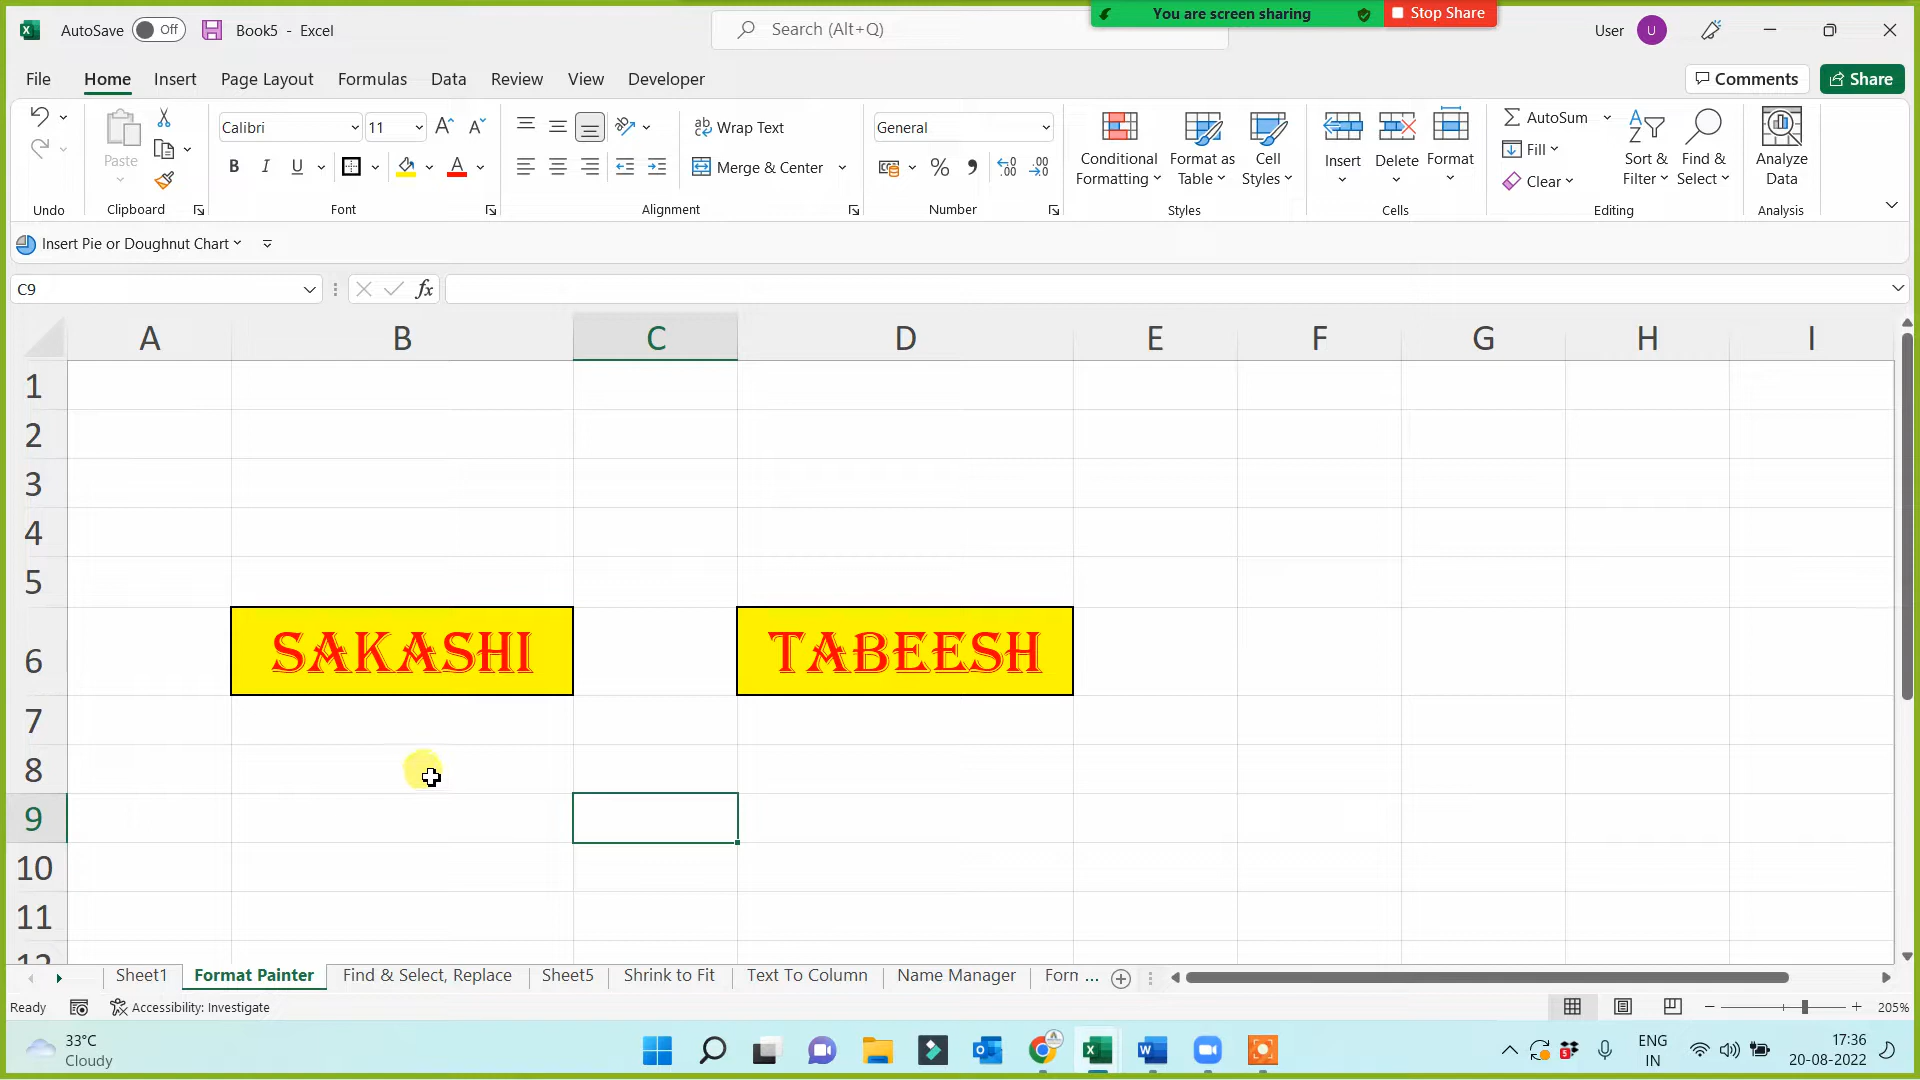 You are screen sharing Stop Share
AutoSave Off Book5 - Excel Search (Alt+Q) User U
File Home Insert Page Layout Formulas Data Review View Developer Comments Share
Calibri 11 Wrap Text General AutoSum
Paste Conditional Formatting Format as Table Cell Styles Insert Delete Format Fill Sort & Filter Find & Select Analyze Data
B I U A Merge & Center % Clear
Undo Clipboard Font Alignment Number Styles Cells Editing Analysis
Insert Pie or Doughnut Chart
C9 fx
A B C D E F G H I
1
2
3
4
5
6 SAKASHI TABEESH
7
8
9
10
11
12
Sheet1 Format Painter Find & Select, Replace Sheet5 Shrink to Fit Text To Column Name Manager Forn ...
Ready Accessibility: Investigate 205%
33°C ENG 17:36
Cloudy IN 20-08-2022